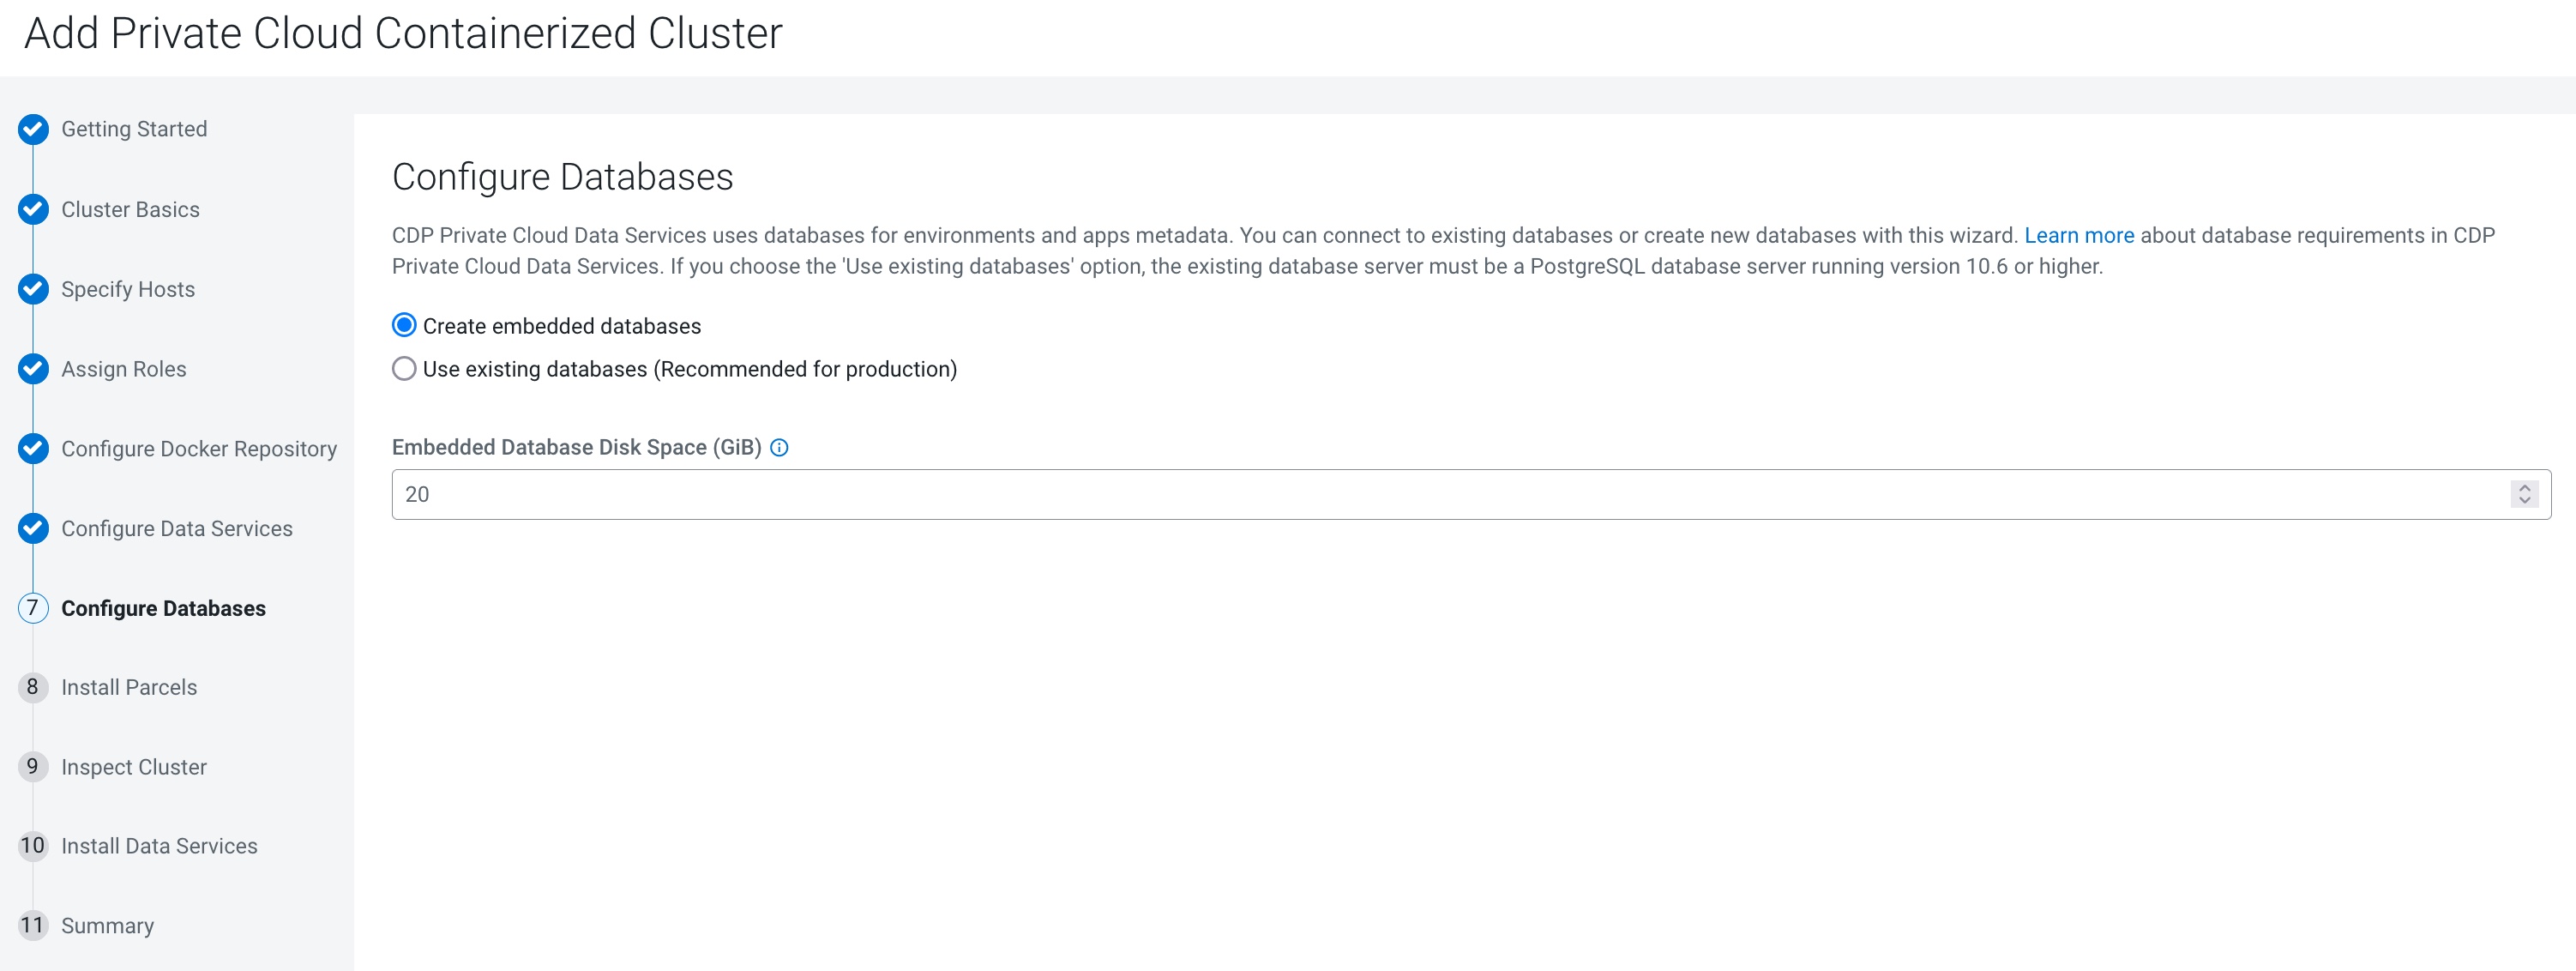 Add Private Cloud Containerized Cluster
Getting Started
Cluster Basics
Specify Hosts
Assign Roles
Configure Docker Repository
Configure Data Services
7 Configure Databases
8 Install Parcels
9 Inspect Cluster
10 Install Data Services
11 Summary
Configure Databases
CDP Private Cloud Data Services uses databases for environments and apps metadata. You can connect to existing databases or create new databases with this wizard. Learn more about database requirements in CDP
Private Cloud Data Services. If you choose the 'Use existing databases' option, the existing database server must be a PostgreSQL database server running version 10.6 or higher.
Create embedded databases
Use existing databases (Recommended for production)
Embedded Database Disk Space (GiB)
20